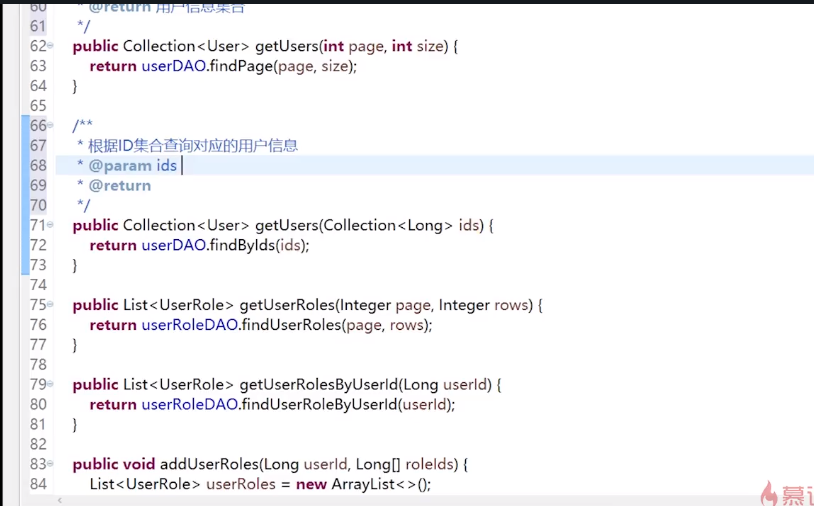 60 * @return 用户信息集合
61 */
62 public Collection<User> getUsers(int page, int size) {
63 return userDAO.findPage(page, size);
64 }
65
66 /**
67 * 根据ID集合查询对应的用户信息
68 * @param ids
69 * @return
70 */
71 public Collection<User> getUsers(Collection<Long> ids) {
72 return userDAO.findByIds(ids);
73 }
74
75 public List<UserRole> getUserRoles(Integer page, Integer rows) {
76 return userRoleDAO.findUserRoles(page, rows);
77 }
78
79 public List<UserRole> getUserRolesByUserId(Long userId) {
80 return userRoleDAO.findUserRoleByUserId(userId);
81 }
82
83 public void addUserRoles(Long userId, Long[] roleIds) {
84 List<UserRole> userRoles = new ArrayList<>();
慕